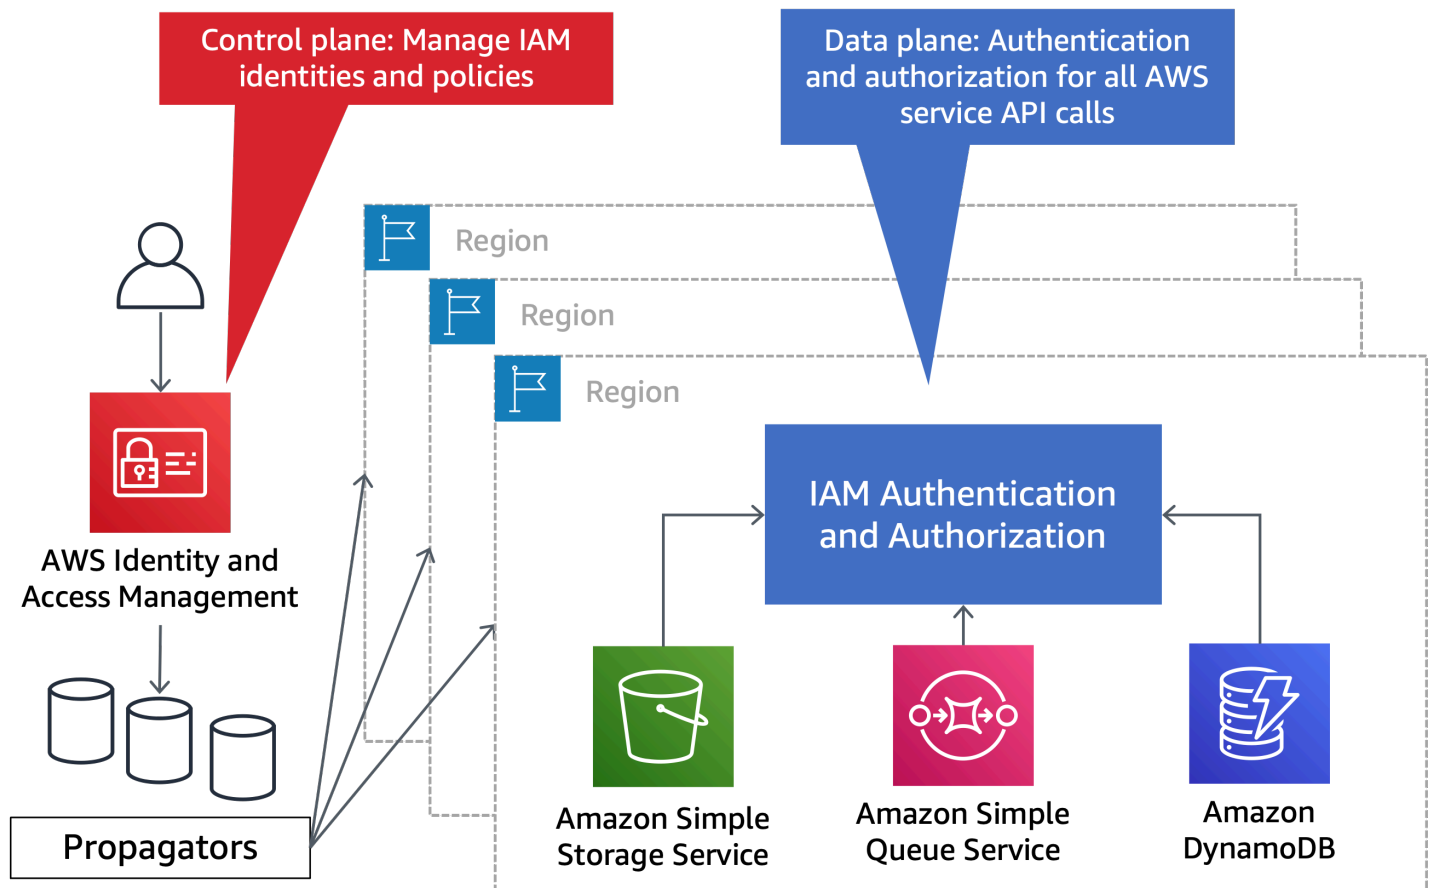 Control plane: Manage IAM
identities and policies
Data plane: Authentication
and authorization for all AWS
service API calls
Region
Region
Region
IAM Authentication
and Authorization
AWS Identity and
Access Management
Propagators
Amazon Simple
Storage Service
Amazon Simple
Queue Service
Amazon
DynamoDB